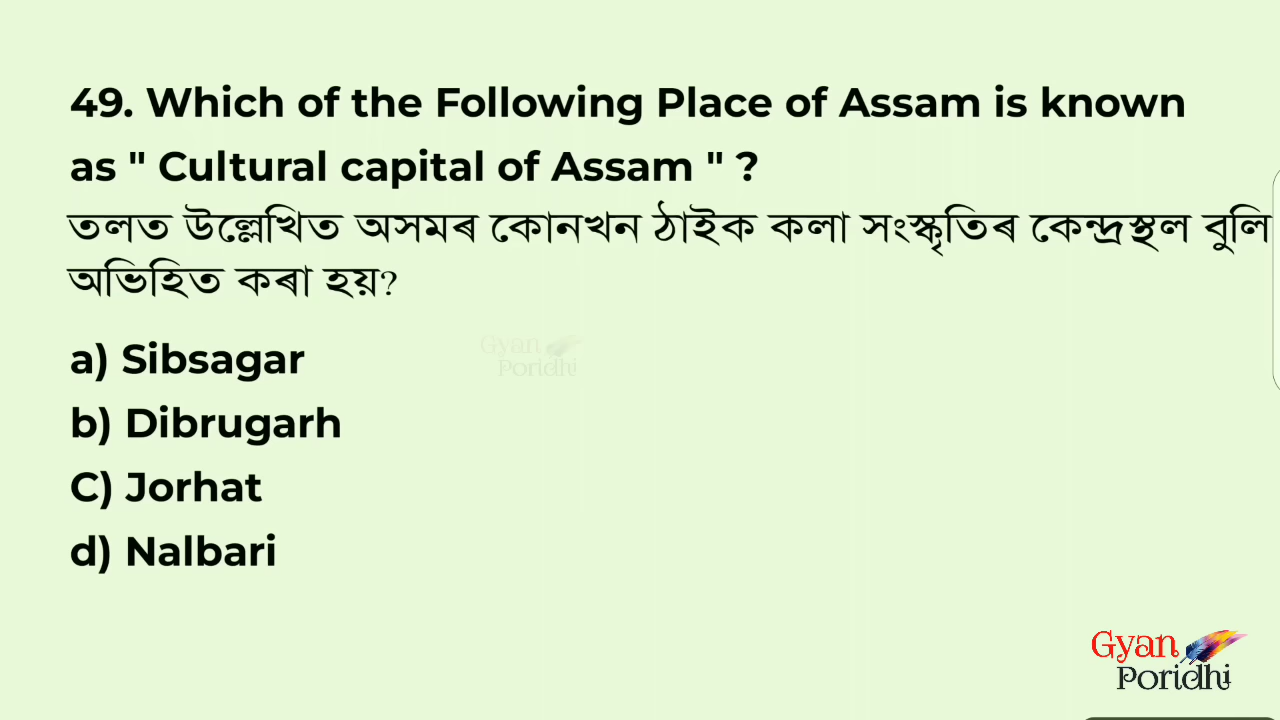 49. Which of the Following Place of Assam is known
as " Cultural capital of Assam " ?
তলত উল্লেখিত অসমৰ কোনখন ঠাইক কলা সংস্কৃতিৰ কেন্দ্ৰস্থল বুলি
অভিহিত কৰা হয়?
a) Sibsagar
b) Dibrugarh
C) Jorhat
d) Nalbari
Gyan
Poridhi
Gyan
Poridhi